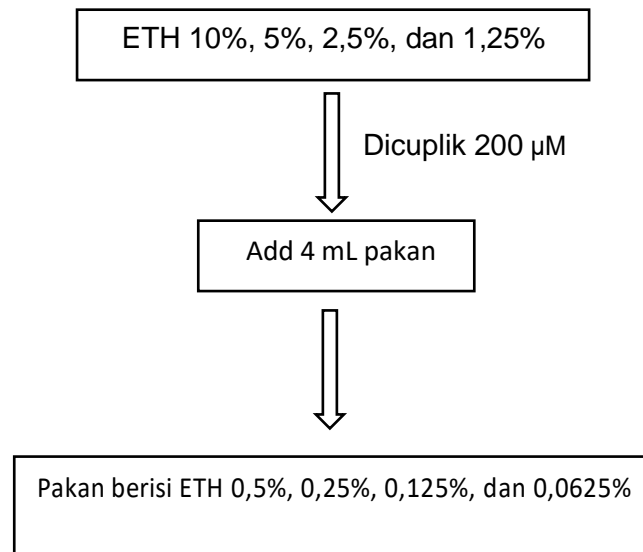 ETH 10%, 5%, 2,5%, dan 1,25%
Dicuplik 200 µM
Add 4 mL pakan
Pakan berisi ETH 0,5%, 0,25%, 0,125%, dan 0,0625%